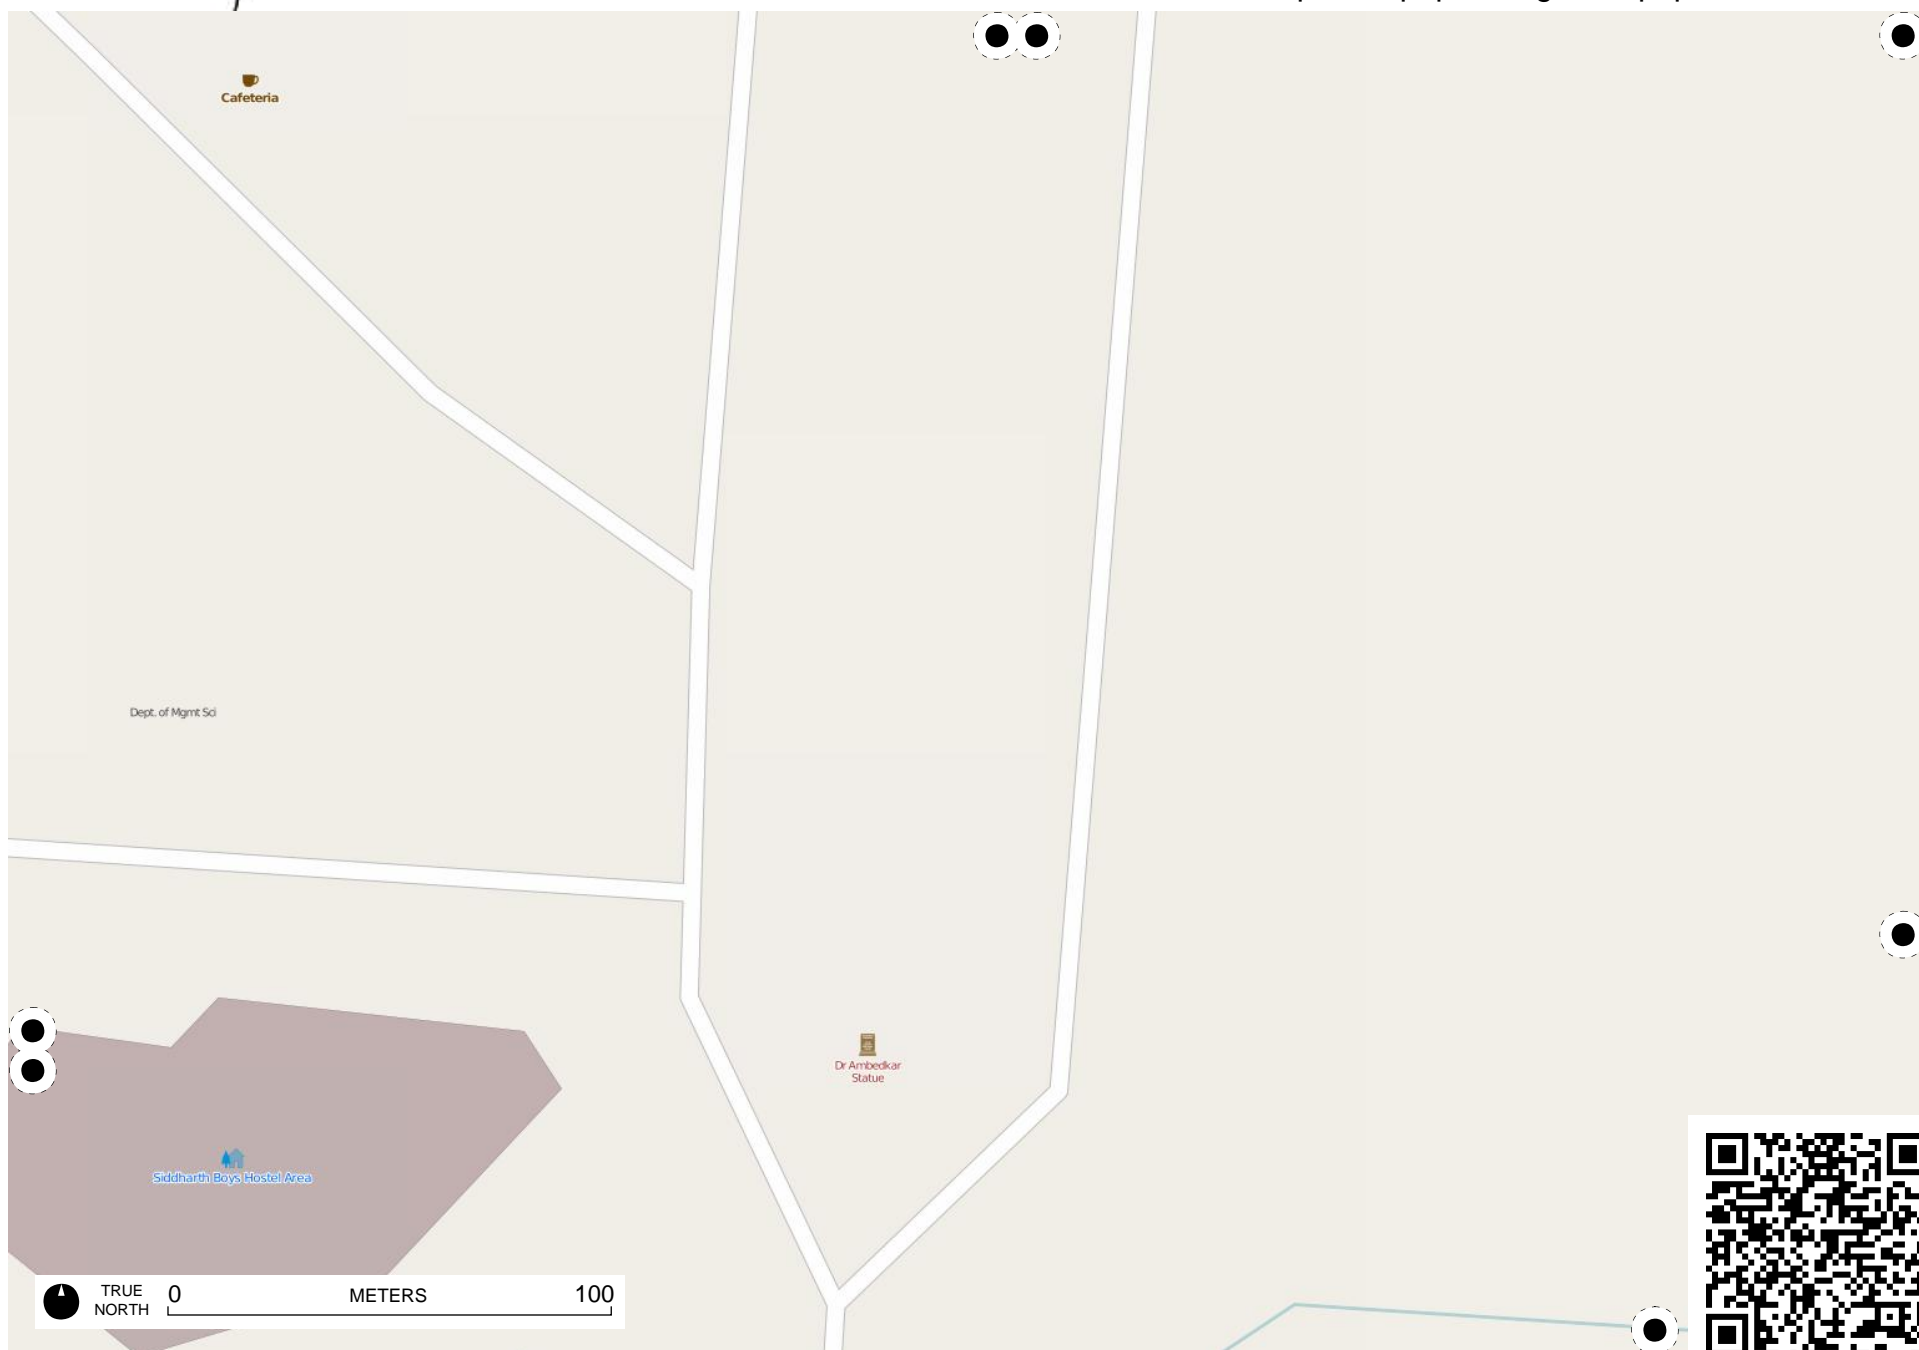 Cafeteria
Dept. of Mgmt Sci
Dr Ambedkar
Statue
Siddharth Boys Hostel Area
TRUE
NORTH
0
METERS
100